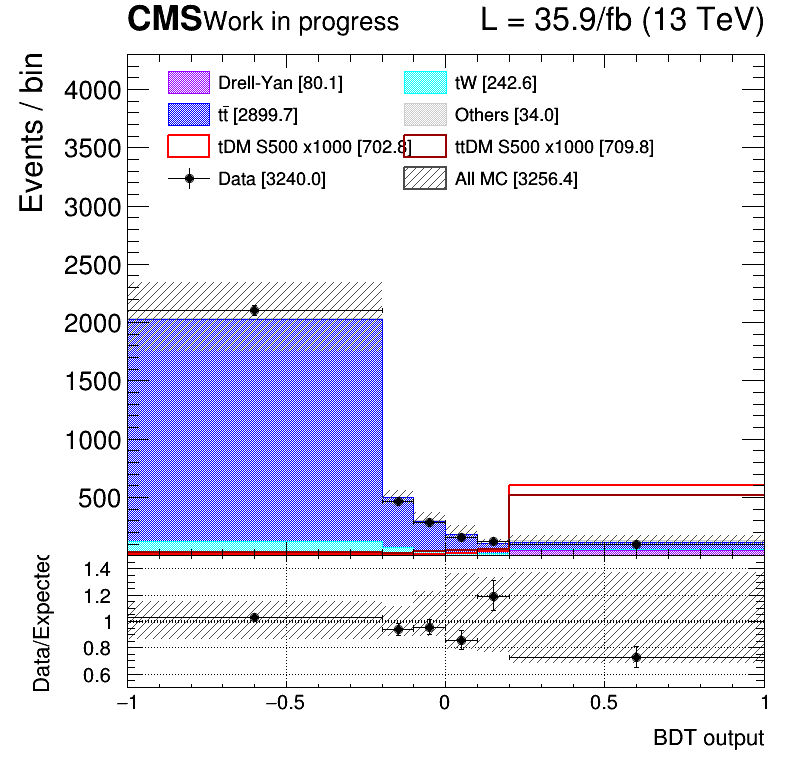 CMS Work in progress L = 35.9/fb (13 TeV)
Events / bin
4000
3500
3000
2500
2000
1500
1000
500
Drell-Yan [80.1] tW [242.6]
tt̄ [2899.7] Others [34.0]
tDM S500 x1000 [702.8] ttDM S500 x1000 [709.8]
Data [3240.0] All MC [3256.4]
Data/Expected
1.4
1.2
1
0.8
0.6
−1 −0.5 0 0.5 1
BDT output